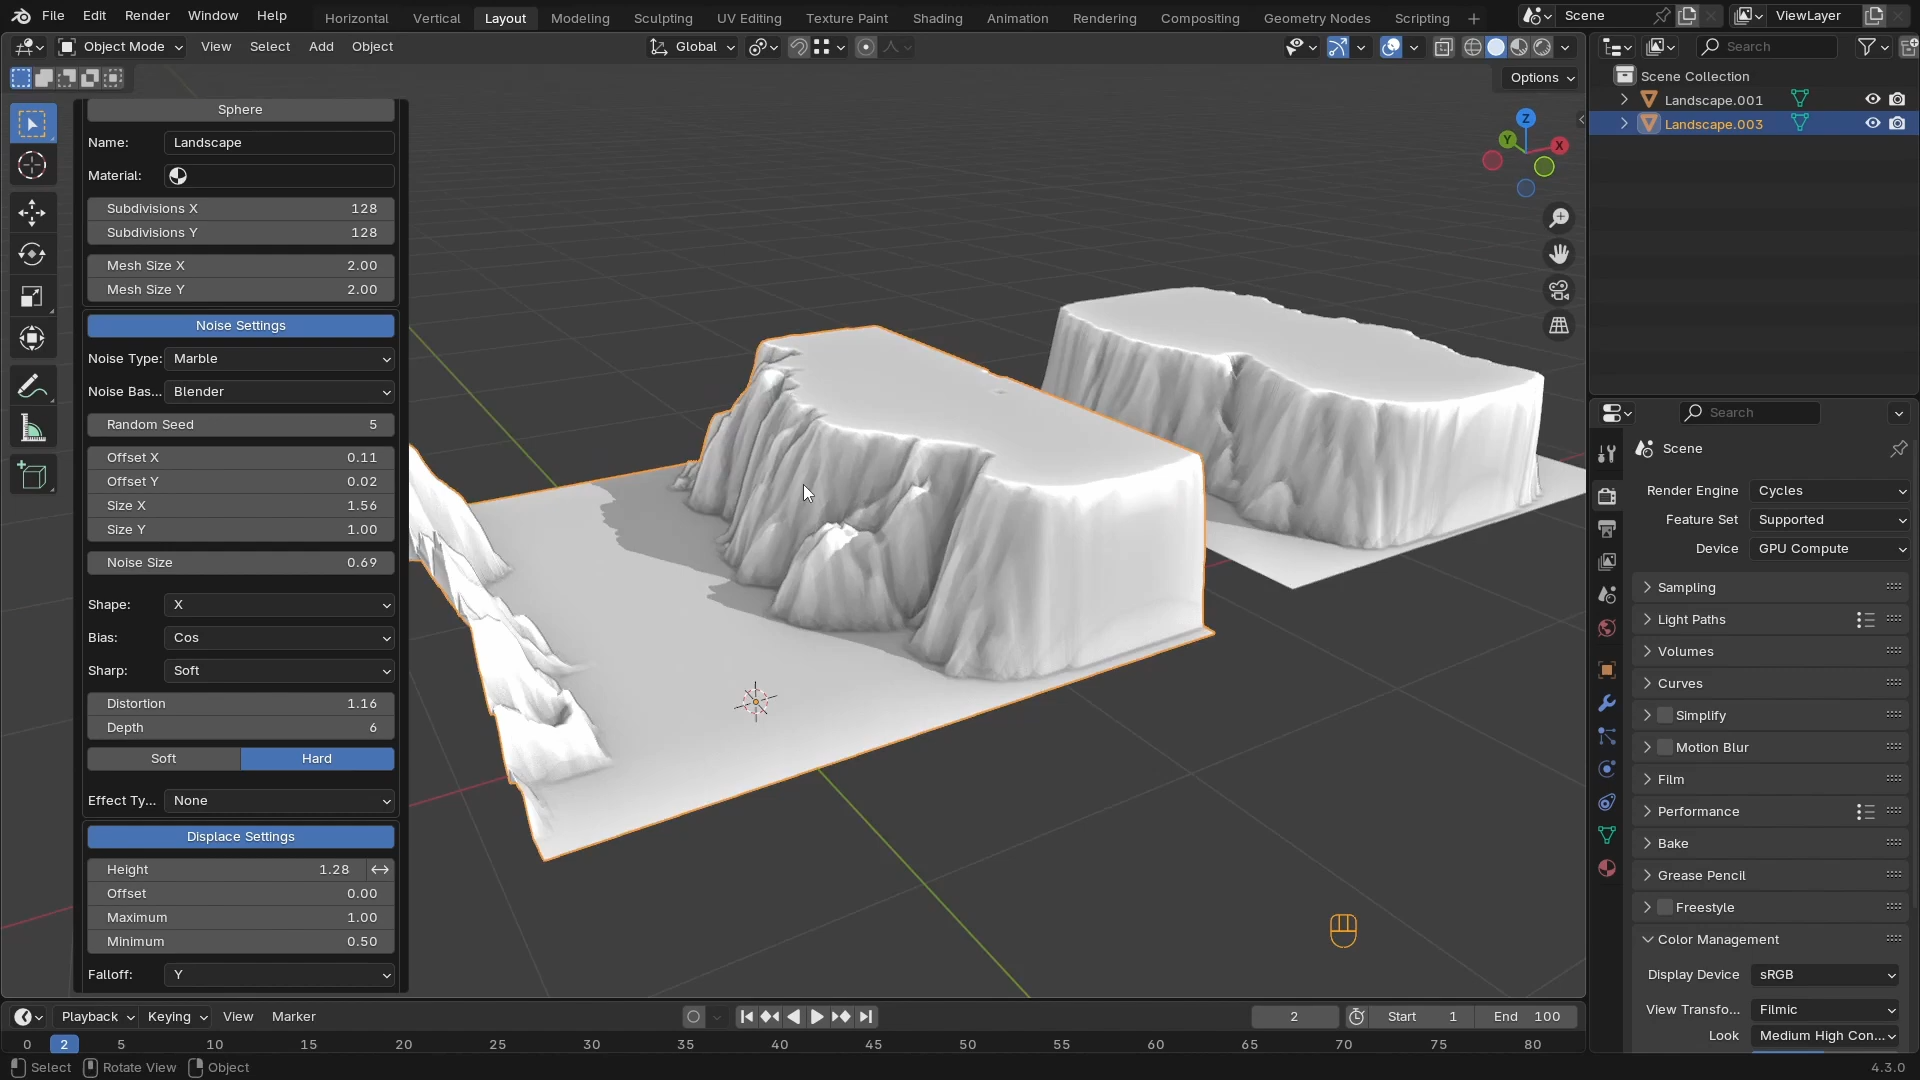 File Edit Render Window Help Horizontal Vertical Layout Modeling Sculpting UV Editing Texture Paint Shading Animation Rendering Compositing Geometry Nodes Scripting Scene ViewLayer
Object Mode View Select Add Object Global Search
Options
Scene Collection
Landscape.001
Landscape.003
Z
Y X
Sphere
Name: Landscape
Material:
Subdivisions X 128
Subdivisions Y 128
Mesh Size X 2.00
Mesh Size Y 2.00
Noise Settings
Noise Type: Marble
Noise Bas... Blender
Random Seed 5
Offset X 0.11
Offset Y 0.02
Size X 1.56
Size Y 1.00
Noise Size 0.69
Shape: X
Bias: Cos
Sharp: Soft
Distortion 1.16
Depth 6
Soft Hard
Effect Ty... None
Displace Settings
Height 1.28
Offset 0.00
Maximum 1.00
Minimum 0.50
Falloff: Y
Search
Scene
Render Engine Cycles
Feature Set Supported
Device GPU Compute
Sampling
Light Paths
Volumes
Curves
Simplify
Motion Blur
Film
Performance
Bake
Grease Pencil
Freestyle
Color Management
Display Device sRGB
View Transfo... Filmic
Look Medium High Con...
Playback Keying View Marker 2 Start 1 End 100
0 2 5 10 15 20 25 30 35 40 45 50 55 60 65 70 75 80
Select Rotate View Object 4.3.0